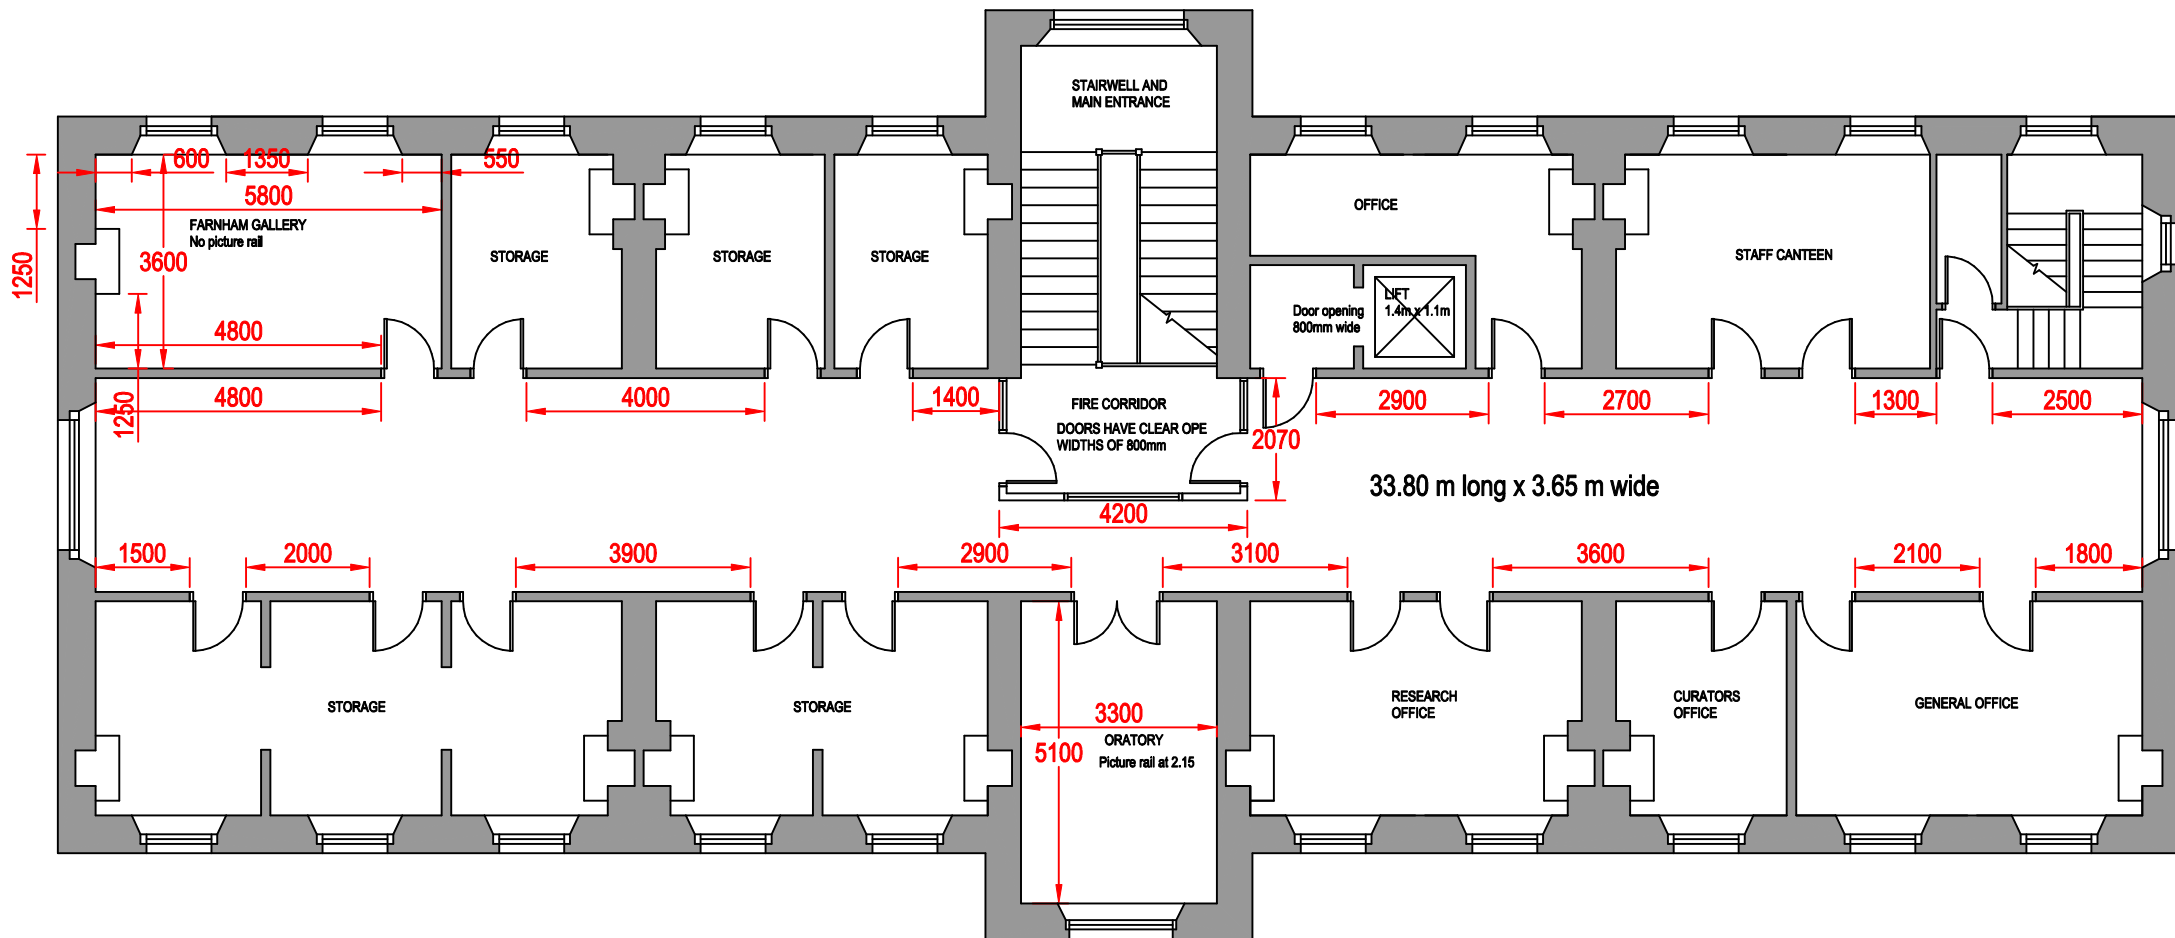 STAIRWELL AND
MAIN ENTRANCE
600
1350
550
5800
FARNHAM GALLERY
No picture rail
3600
1250
STORAGE
STORAGE
STORAGE
OFFICE
STAFF CANTEEN
LIFT
1.4m x 1.1m
Door opening
800mm wide
4800
4800
1250
4000
1400
FIRE CORRIDOR
DOORS HAVE CLEAR OPE
WIDTHS OF 800mm
2070
2900
2700
1300
2500
33.80 m long x 3.65 m wide
4200
1500
2000
3900
2900
3100
3600
2100
1800
STORAGE
STORAGE
3300
5100
ORATORY
Picture rail at 2.15
RESEARCH
OFFICE
CURATORS
OFFICE
GENERAL OFFICE